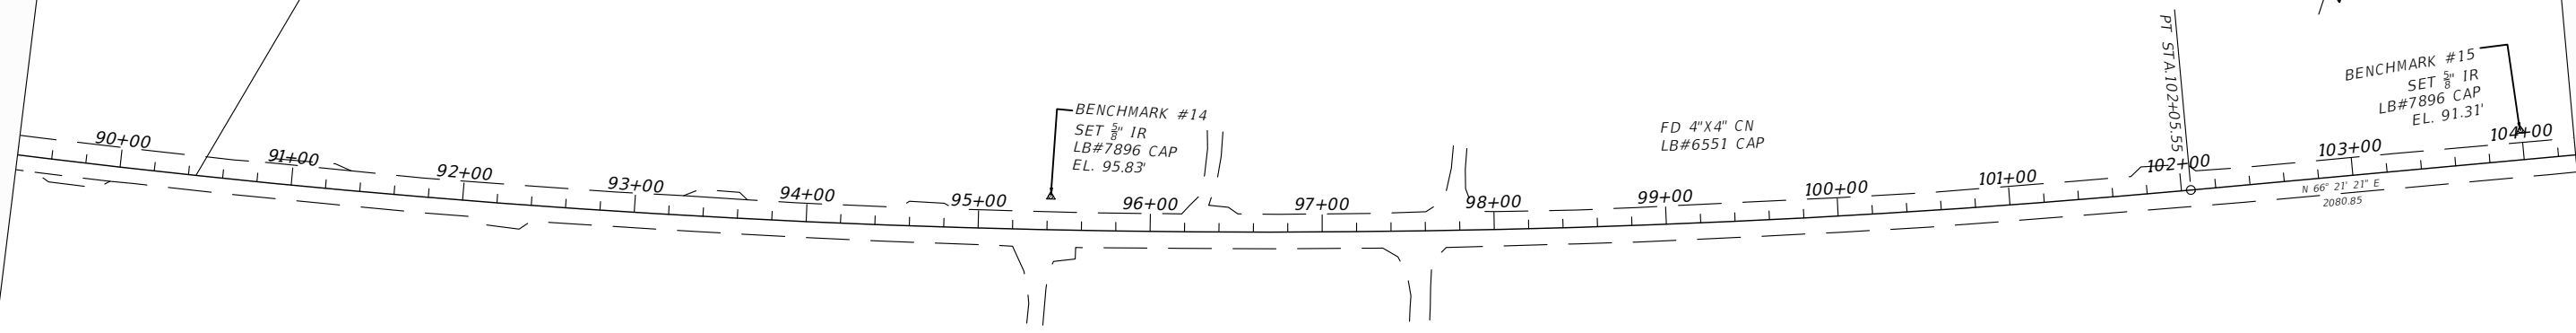 90+00
91+00
92+00
93+00
94+00
95+00
BENCHMARK #14
SET 5/8" IR
LB#7896 CAP
EL. 95.83'
96+00
97+00
98+00
FD 4"X4" CN
LB#6551 CAP
99+00
100+00
101+00
102+00
PT STA.102+05.55
103+00
N 66° 21' 21" E
2080.85
BENCHMARK #15
SET 5/8" IR
LB#7896 CAP
EL. 91.31'
104+00